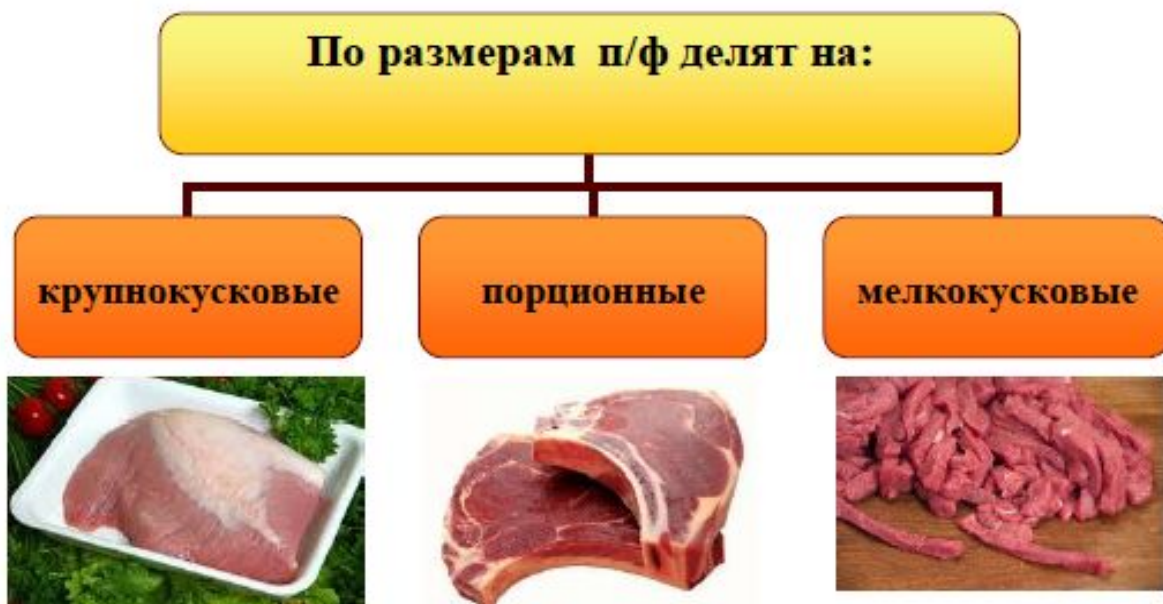 По размерам п/ф делят на:
крупнокусковые
порционные
мелкокусковые